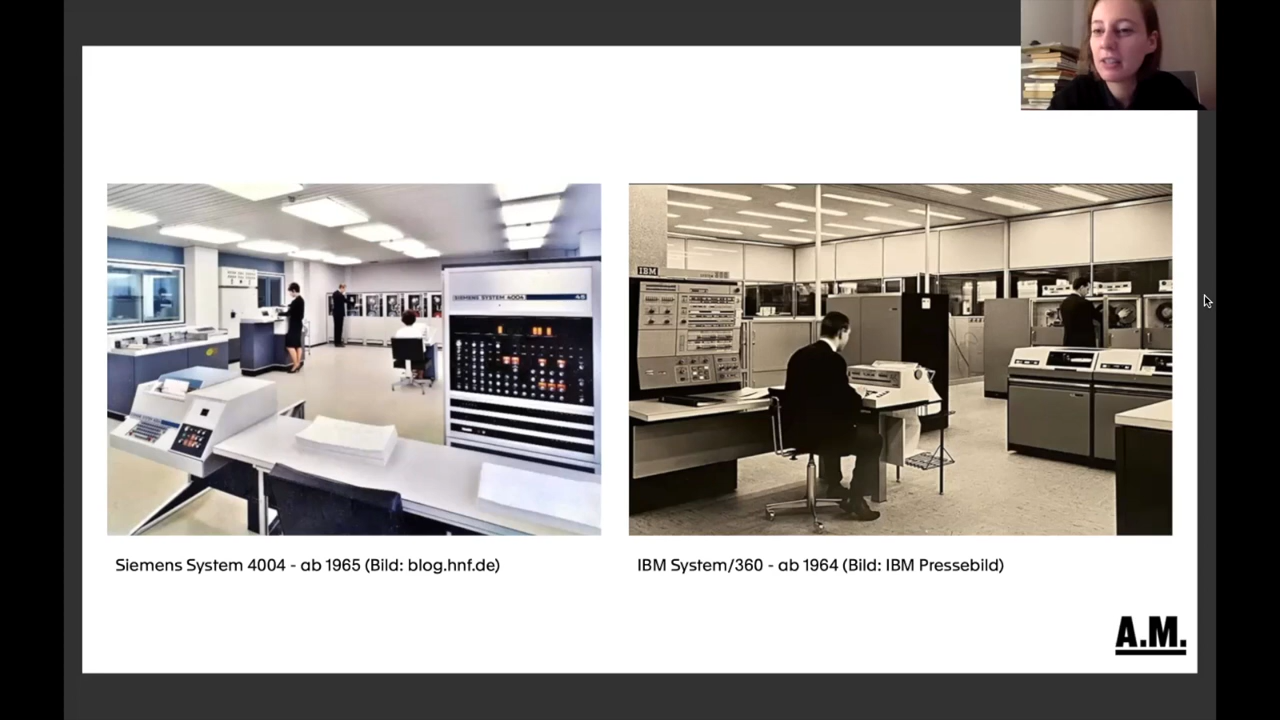 SIEMENS SYSTEM 4004 45
IBM
Siemens System 4004 - ab 1965 (Bild: blog.hnf.de)
IBM System/360 - ab 1964 (Bild: IBM Pressebild)
A.M.